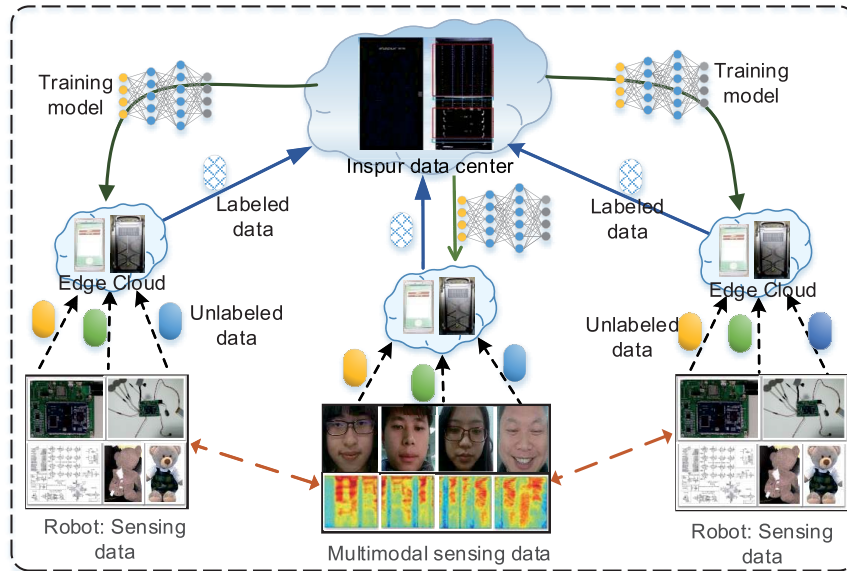 Training
model
Training
model
Inspur data center
Labeled
data
Labeled
data
Edge Cloud
Edge Cloud
Unlabeled
data
Unlabeled
data
Robot: Sensing
data
Multimodal sensing data
Robot: Sensing
data